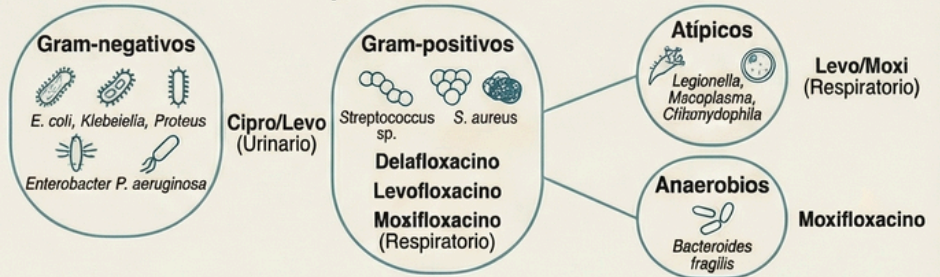 Gram-negativos
E. coli, Klebeiella, Proteus
Enterobacter P. aeruginosa
Cipro/Levo
(Urinario)
Gram-positivos
Streptococcus
sp.
S. aureus
Delafloxacino
Levofloxacino
Moxifloxacino
(Respiratorio)
Atípicos
Legionella,
Macoplasma,
Clihonydophila
Levo/Moxi
(Respiratorio)
Anaerobios
Bacteroides
fragilis
Moxifloxacino